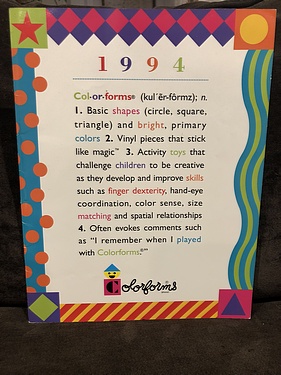 1994
Col·or·forms® (kul′ēr-fôrmz); n.
1. Basic shapes (circle, square,
triangle) and bright, primary
colors 2. Vinyl pieces that stick
like magic™ 3. Activity toys that
challenge children to be creative
as they develop and improve skills
such as finger dexterity, hand-eye
coordination, color sense, size
matching and spatial relationships
4. Often evokes comments such
as "I remember when I played
with Colorforms®"
Colorforms